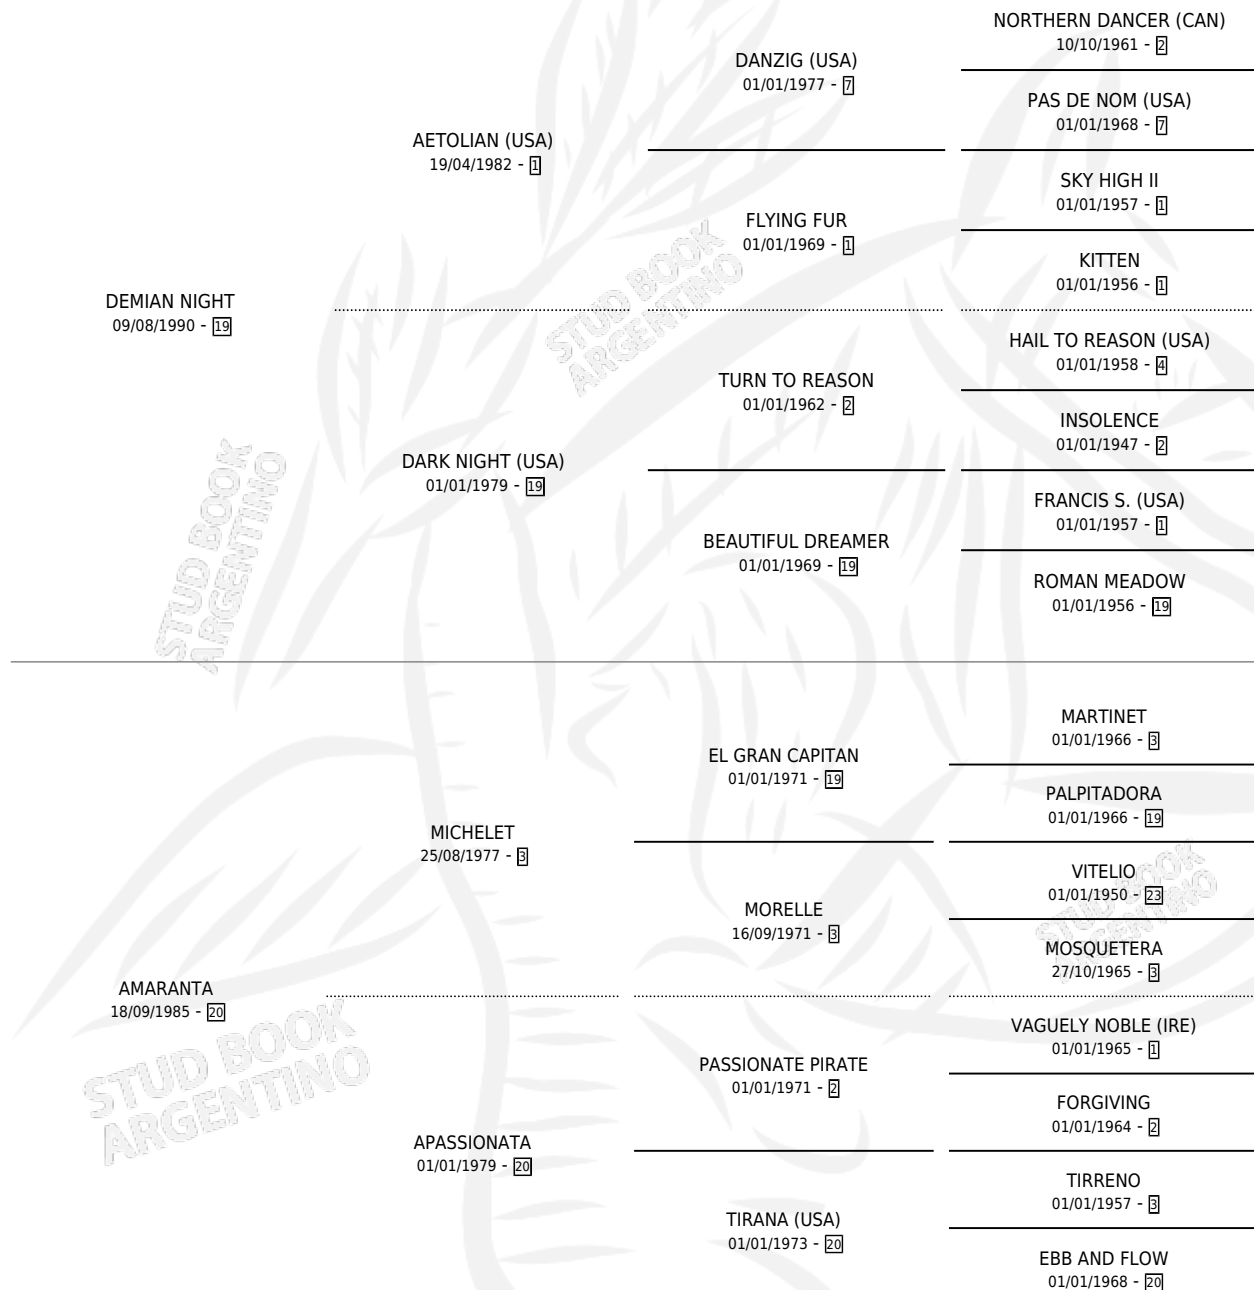 NORTHERN DANCER (CAN)
10/10/1961 - 2
DANZIG (USA)
01/01/1977 - 7
PAS DE NOM (USA)
01/01/1968 - 7
AETOLIAN (USA)
19/04/1982 - 1
SKY HIGH II
01/01/1957 - 1
FLYING FUR
01/01/1969 - 1
KITTEN
01/01/1956 - 1
DEMIAN NIGHT
09/08/1990 - 19
STUD BOOK
ARGENTINO
HAIL TO REASON (USA)
01/01/1958 - 4
TURN TO REASON
01/01/1962 - 2
INSOLENCE
01/01/1947 - 2
DARK NIGHT (USA)
01/01/1979 - 19
FRANCIS S. (USA)
01/01/1957 - 1
BEAUTIFUL DREAMER
01/01/1969 - 19
ROMAN MEADOW
01/01/1956 - 19
STUD BOOK
ARGENTINO
MARTINET
01/01/1966 - 3
EL GRAN CAPITAN
01/01/1971 - 19
PALPITADORA
01/01/1966 - 19
MICHELET
25/08/1977 - 3
VITELIO
01/01/1950 - 23
MORELLE
16/09/1971 - 3
MOSQUETERA
27/10/1965 - 3
STUD BOOK
ARGENTINO
AMARANTA
18/09/1985 - 20
VAGUELY NOBLE (IRE)
01/01/1965 - 1
PASSIONATE PIRATE
01/01/1971 - 2
FORGIVING
01/01/1964 - 2
STUD BOOK
ARGENTINO
APASSIONATA
01/01/1979 - 20
TIRRENO
01/01/1957 - 3
TIRANA (USA)
01/01/1973 - 20
EBB AND FLOW
01/01/1968 - 20